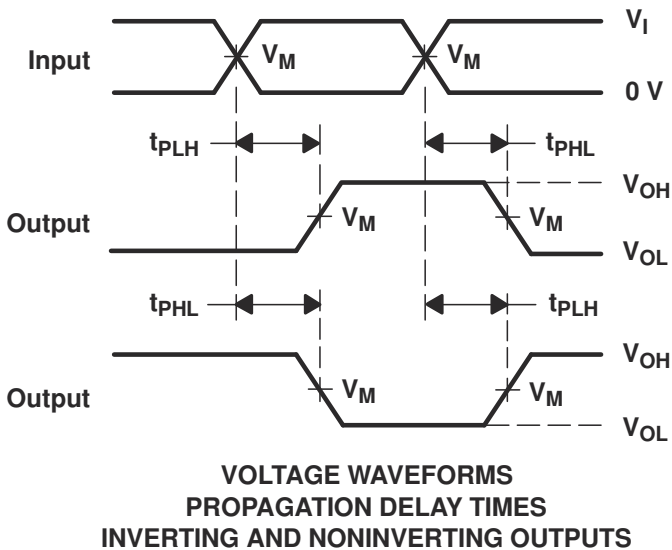 Input
V_M
V_M
V_I
0 V
t_PLH
t_PHL
Output
V_M
V_M
V_OH
V_OL
t_PHL
t_PLH
Output
V_M
V_M
V_OH
V_OL
VOLTAGE WAVEFORMS
PROPAGATION DELAY TIMES
INVERTING AND NONINVERTING OUTPUTS